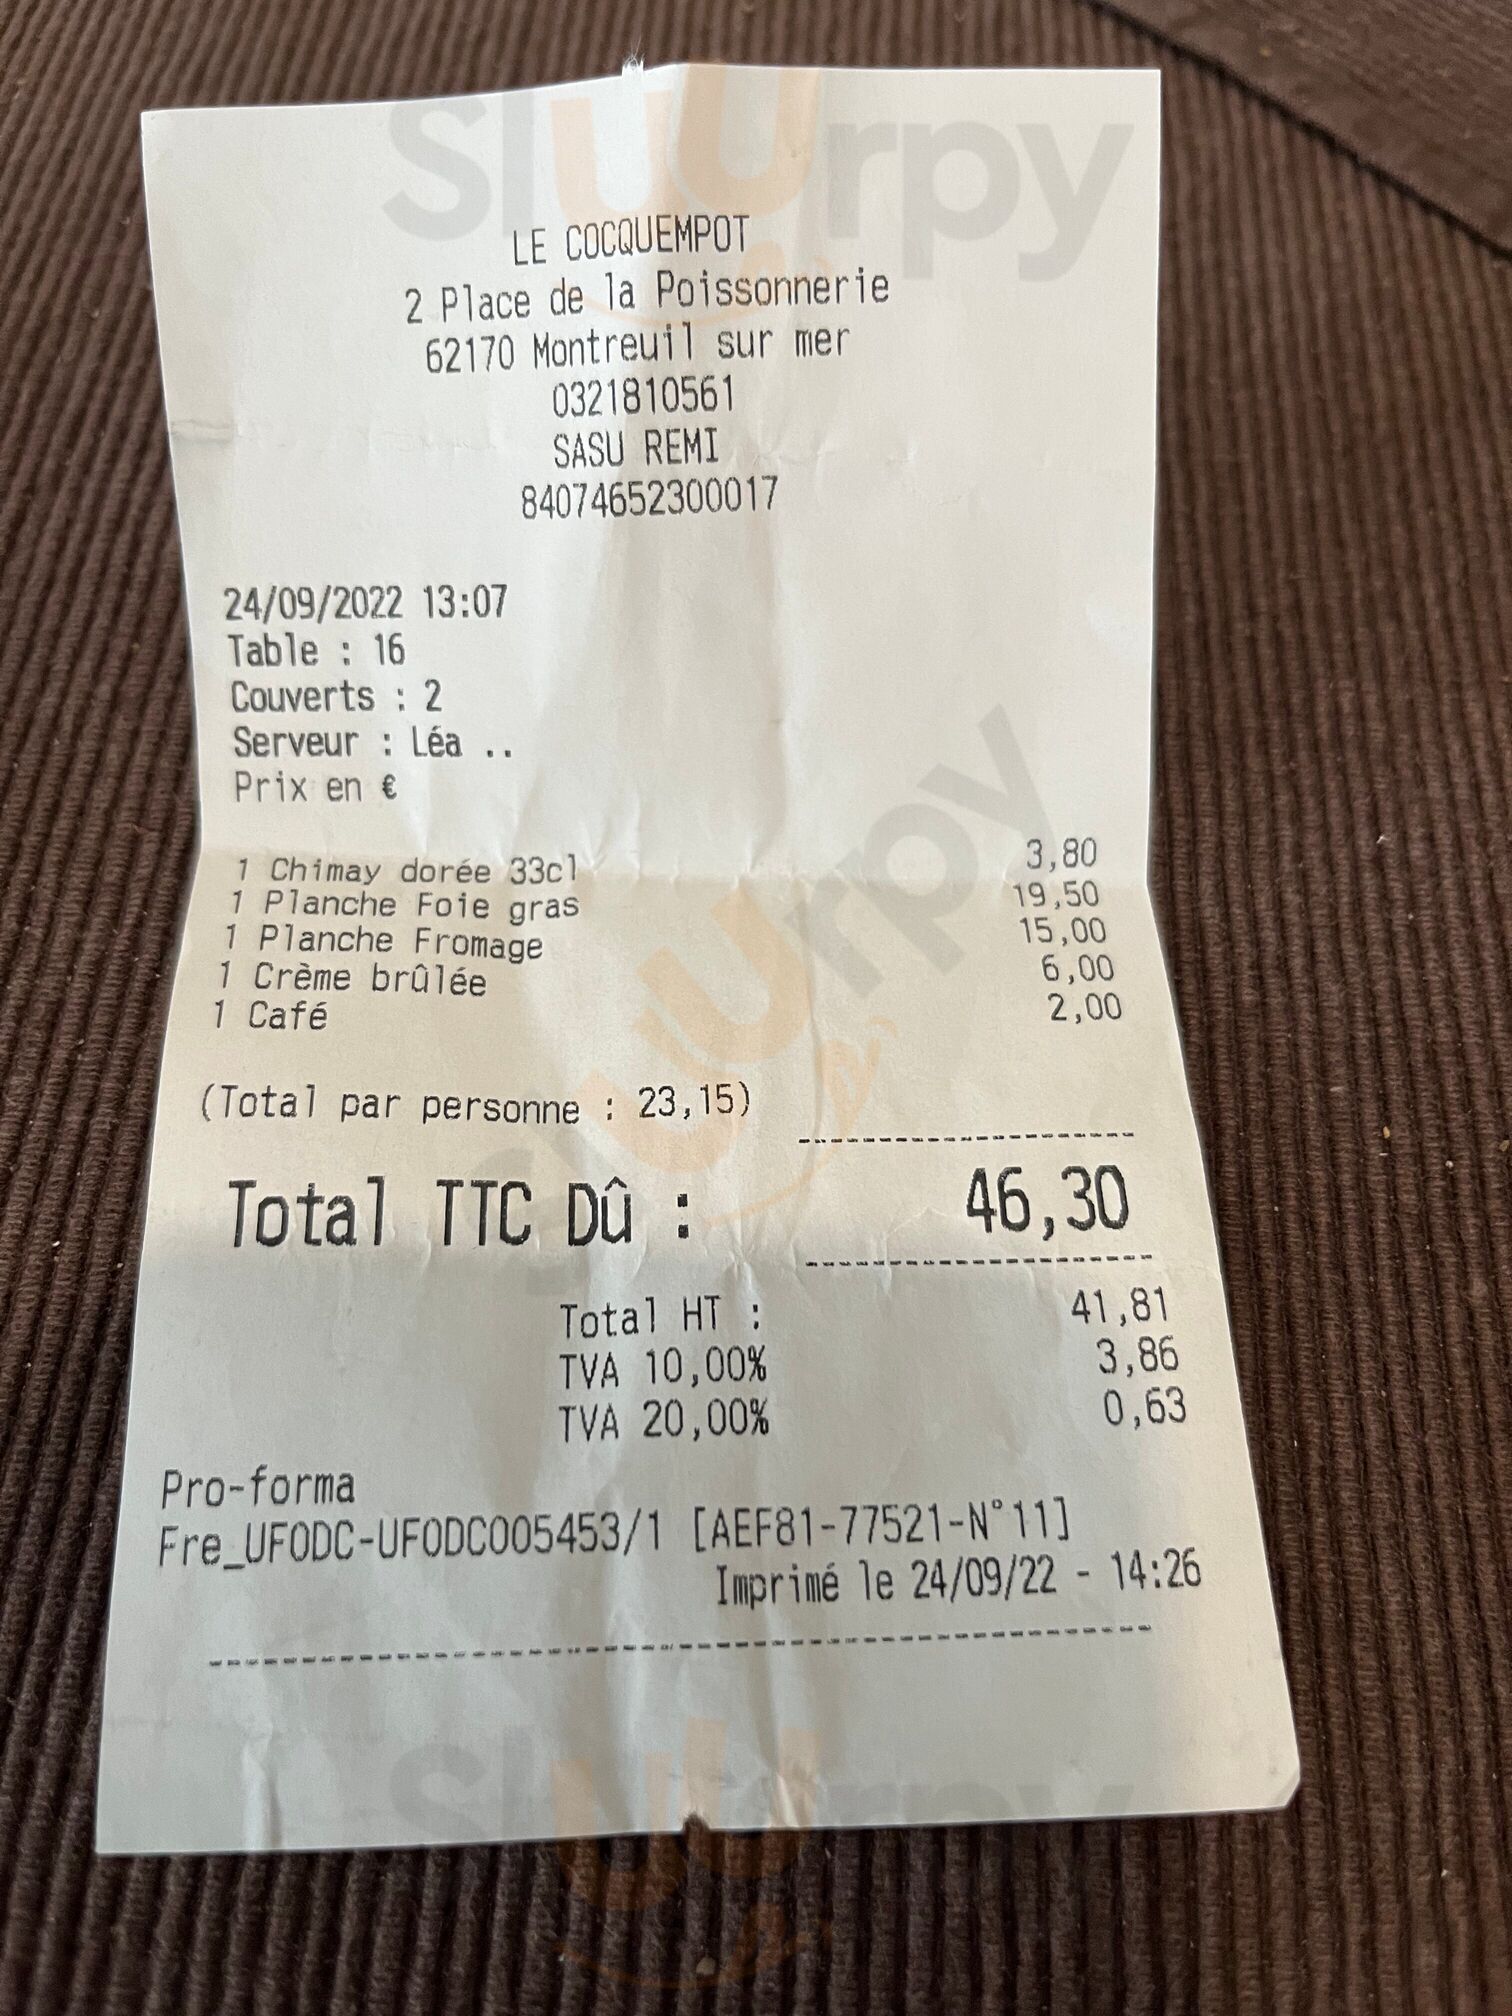 Sluurpy
LE COCQUEMPOT
2 Place de la Poissonnerie
62170 Montreuil sur mer
0321810561
SASU REMI
84074652300017
24/09/2022 13:07
Table : 16
Couverts : 2
Serveur : Léa ..
Prix en €
1 Chimay dorée 33cl 3,80
1 Planche Foie gras 19,50
1 Planche Fromage 15,00
1 Crème brûlée 6,00
1 Café 2,00
Sluurpy
(Total par personne : 23,15)
Total TTC Dû : 46,30
Total HT : 41,81
TVA 10,00% 3,86
TVA 20,00% 0,63
Pro-forma
Fre_UFODC-UFODC005453/1 [AEF81-77521-N°11]
Imprimé le 24/09/22 - 14:26
Sluurpy